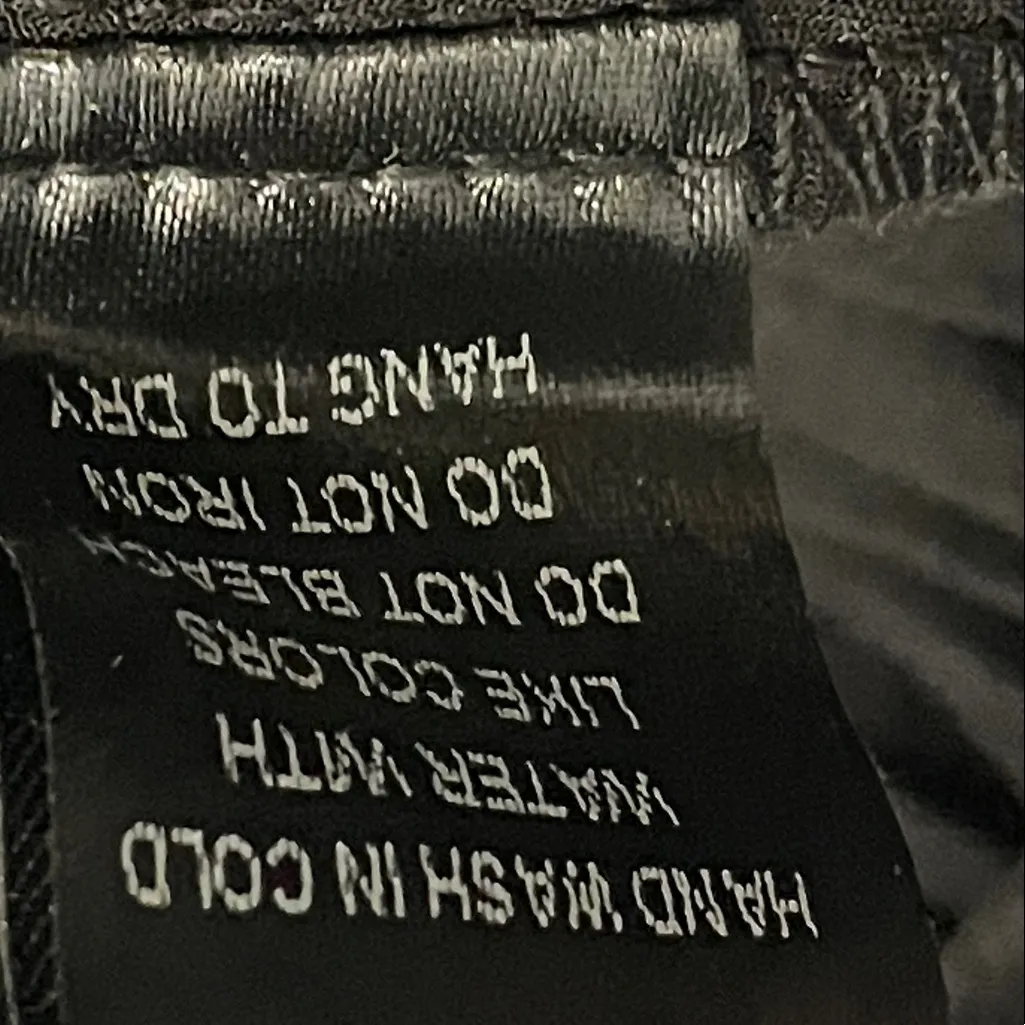 HAND WASH IN COLD
WATER WITH
LIKE COLORS
DO NOT BLEACH
DO NOT IRON
HANG TO DRY